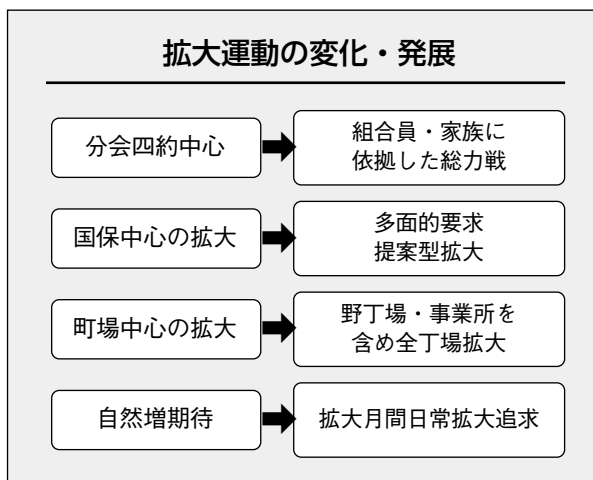 拡大運動の変化・発展
分会四約中心
組合員・家族に
依拠した総力戦
国保中心の拡大
多面的要求
提案型拡大
町場中心の拡大
野丁場・事業所を
含め全丁場拡大
自然増期待
拡大月間日常拡大追求